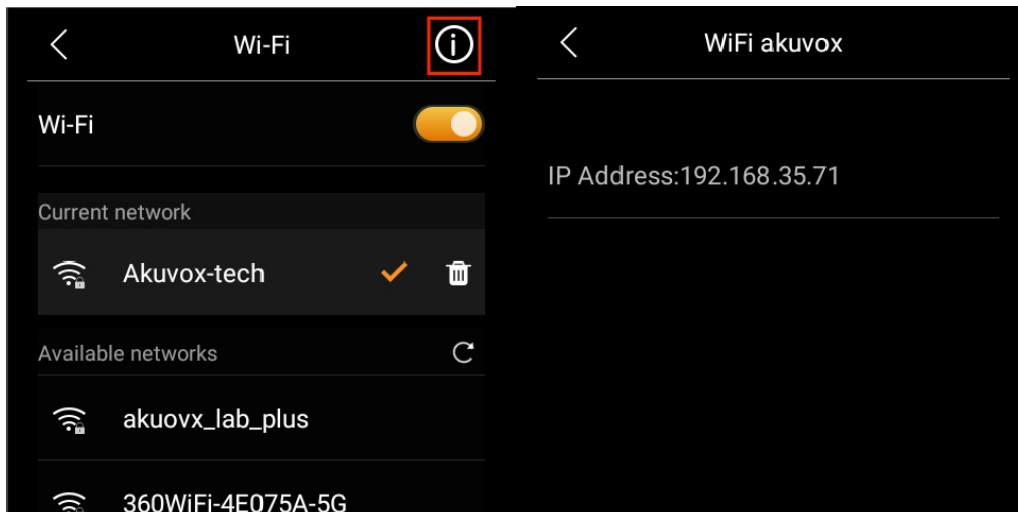 Wi-Fi
Wi-Fi
Current network
Akuvox-tech
Available networks
akuovx_lab_plus
360WiFi-4E075A-5G
WiFi akuvox
IP Address:192.168.35.71